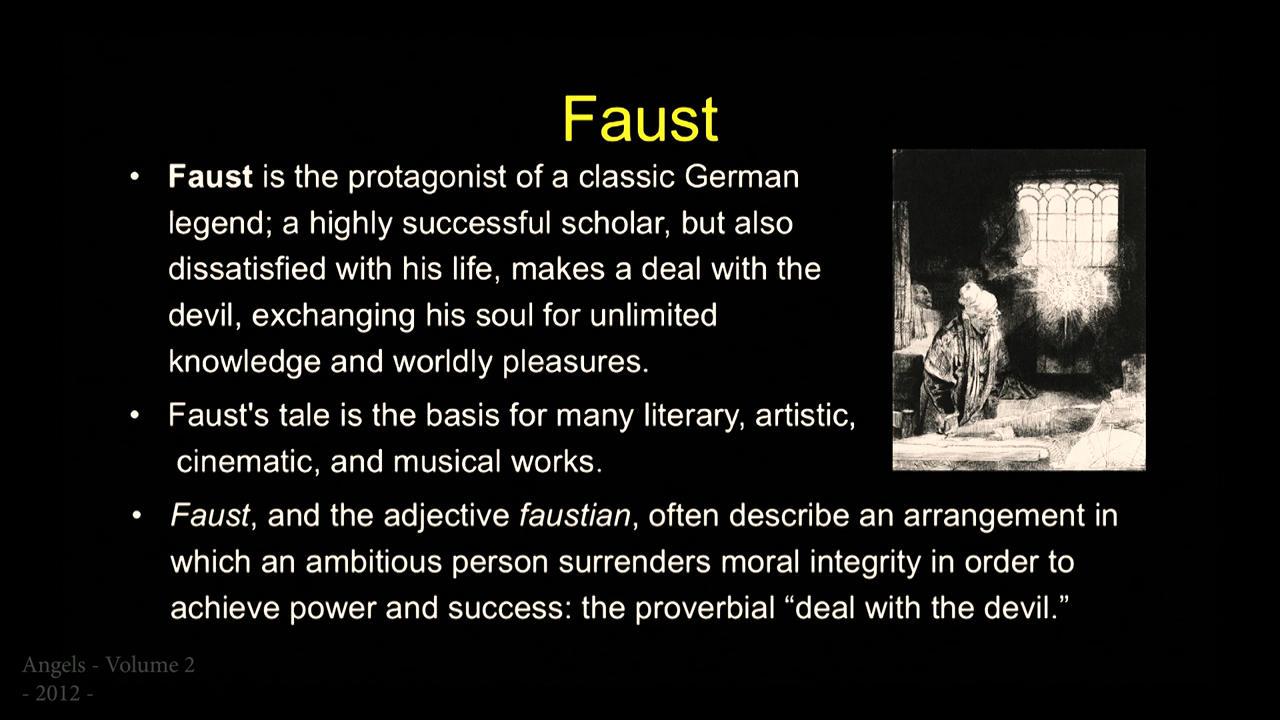 Faust
• Faust is the protagonist of a classic German
legend; a highly successful scholar, but also
dissatisfied with his life, makes a deal with the
devil, exchanging his soul for unlimited
knowledge and worldly pleasures.
• Faust's tale is the basis for many literary, artistic,
cinematic, and musical works.
• Faust, and the adjective faustian, often describe an arrangement in
which an ambitious person surrenders moral integrity in order to
achieve power and success: the proverbial “deal with the devil.”
Angels - Volume 2
- 2012 -